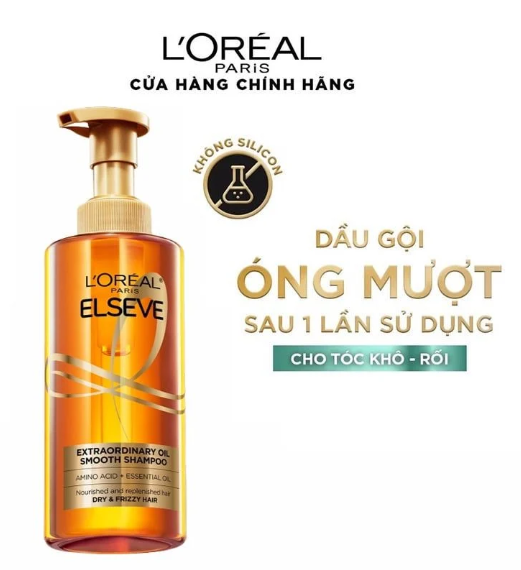 L'ORÉAL
PARIS
CỬA HÀNG CHÍNH HÃNG
KHÔNG SILICON
DẦU GỘI
ÓNG MƯỢT
SAU 1 LẦN SỬ DỤNG
CHO TÓC KHÔ - RỐI
L'ORÉAL
PARIS
ELSEVE
EXTRAORDINARY OIL
SMOOTH SHAMPOO
AMINO ACID + ESSENTIAL OIL
Nourished and replenished hair
DRY & FRIZZY HAIR